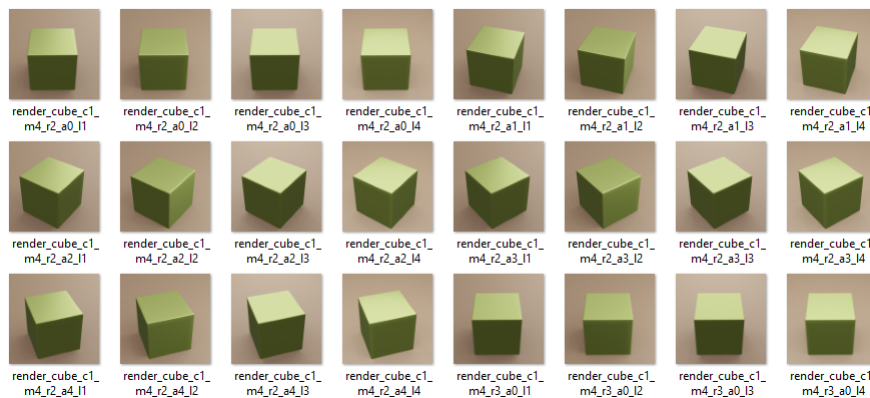 render_cube_c1_ render_cube_c1_ render_cube_c1_ render_cube_c1_ render_cube_c1_ render_cube_c1_ render_cube_c1_ render_cube_c1_
m4_r2_a0_l1 m4_r2_a0_l2 m4_r2_a0_l3 m4_r2_a0_l4 m4_r2_a1_l1 m4_r2_a1_l2 m4_r2_a1_l3 m4_r2_a1_l4
render_cube_c1_ render_cube_c1_ render_cube_c1_ render_cube_c1_ render_cube_c1_ render_cube_c1_ render_cube_c1_ render_cube_c1_
m4_r2_a2_l1 m4_r2_a2_l2 m4_r2_a2_l3 m4_r2_a2_l4 m4_r2_a3_l1 m4_r2_a3_l2 m4_r2_a3_l3 m4_r2_a3_l4
render_cube_c1_ render_cube_c1_ render_cube_c1_ render_cube_c1_ render_cube_c1_ render_cube_c1_ render_cube_c1_ render_cube_c1_
m4_r2_a4_l1 m4_r2_a4_l2 m4_r2_a4_l3 m4_r2_a4_l4 m4_r3_a0_l1 m4_r3_a0_l2 m4_r3_a0_l3 m4_r3_a0_l4